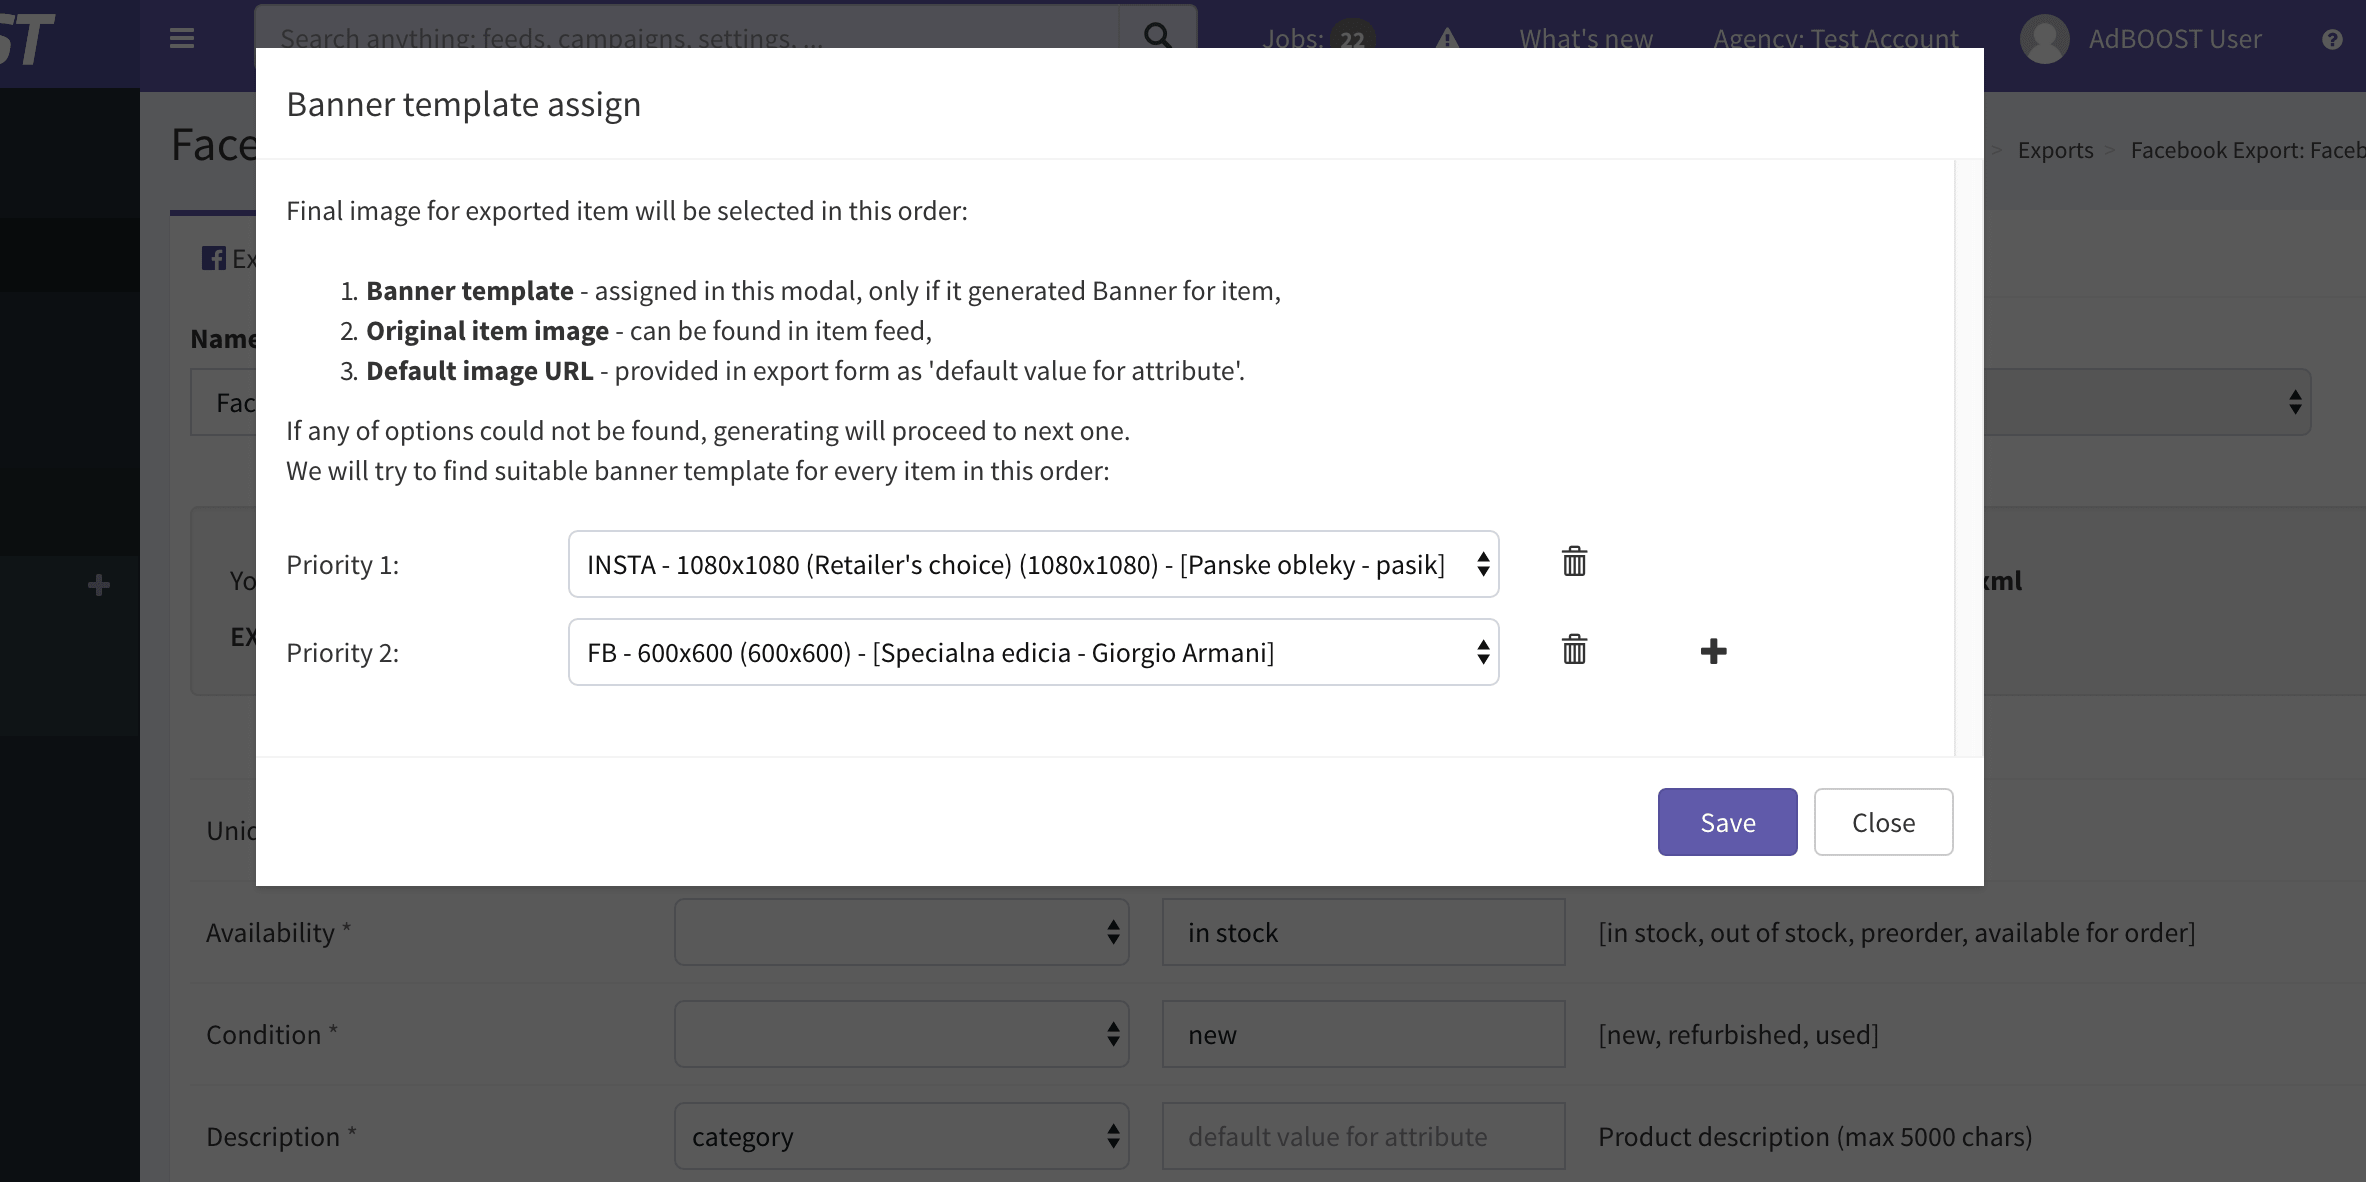 ST
Search anything: feeds, campaigns, settings, ...
Jobs: 22
What's new
Agency: Test Account
AdBOOST User
Banner template assign
Face
> Exports > Facebook Export: Faceb
Final image for exported item will be selected in this order:
Ex
1. Banner template - assigned in this modal, only if it generated Banner for item,
2. Original item image - can be found in item feed,
Name
3. Default image URL - provided in export form as 'default value for attribute'.
Fac
If any of options could not be found, generating will proceed to next one.
We will try to find suitable banner template for every item in this order:
Priority 1:
INSTA - 1080x1080 (Retailer's choice) (1080x1080) - [Panske obleky - pasik]
Yo
xml
EX
Priority 2:
FB - 600x600 (600x600) - [Specialna edicia - Giorgio Armani]
Save
Close
Unic
Availability *
in stock
[in stock, out of stock, preorder, available for order]
Condition *
new
[new, refurbished, used]
Description *
category
default value for attribute
Product description (max 5000 chars)